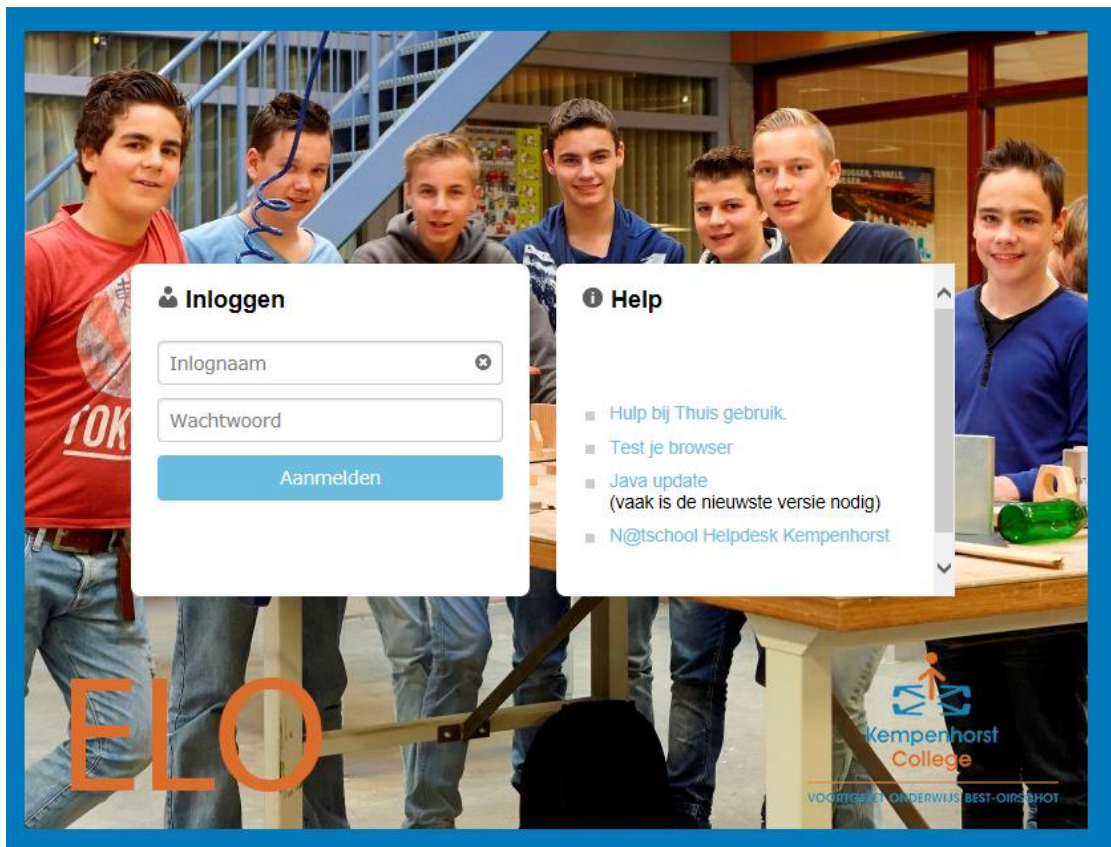 Inloggen
Inlognaam
Wachtwoord
Aanmelden
Help
Hulp bij Thuis gebruik.
Test je browser
Java update
(vaak is de nieuwste versie nodig)
N@tschool Helpdesk Kempenhorst
TOK
ELO
Kempenhorst
College
VOORTGEZET ONDERWIJS BEST-OIRSCHOT